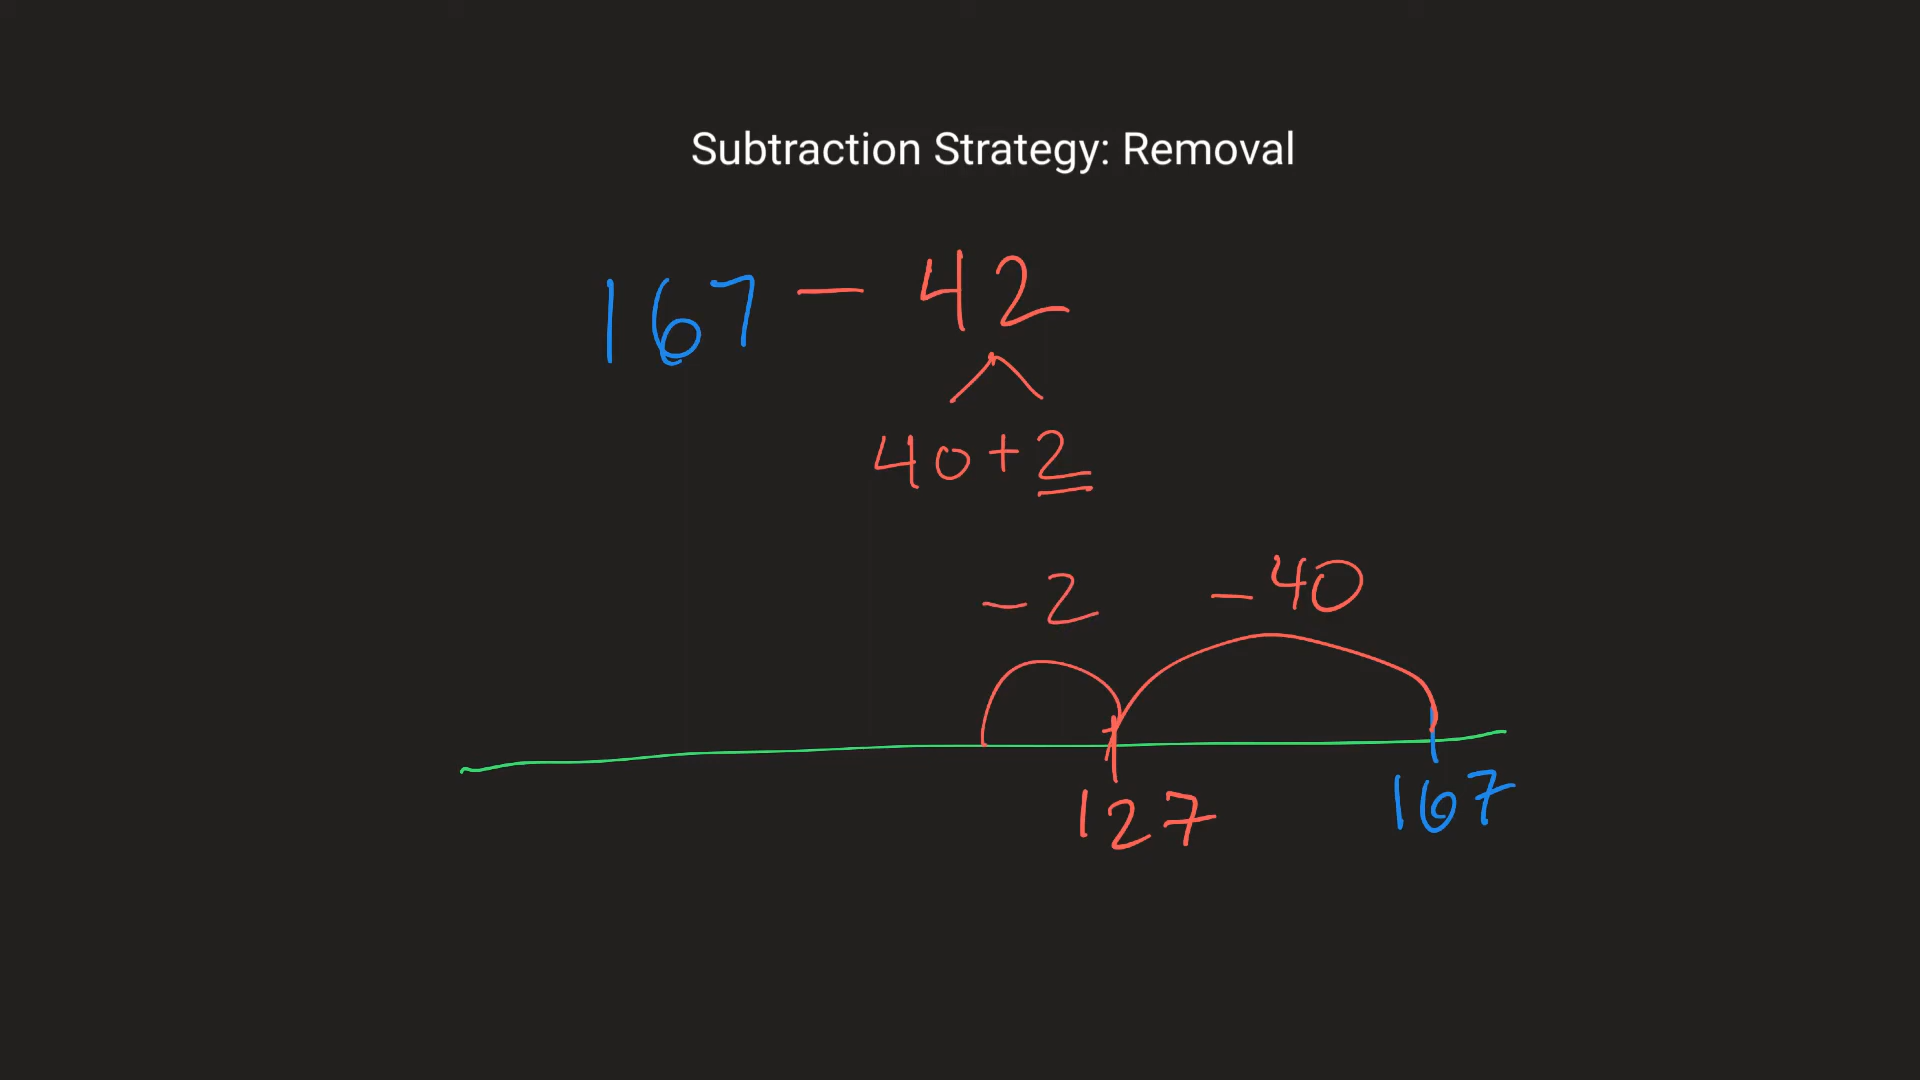 Subtraction Strategy: Removal
167 - 42
40 + 2
-2 -40
127 167